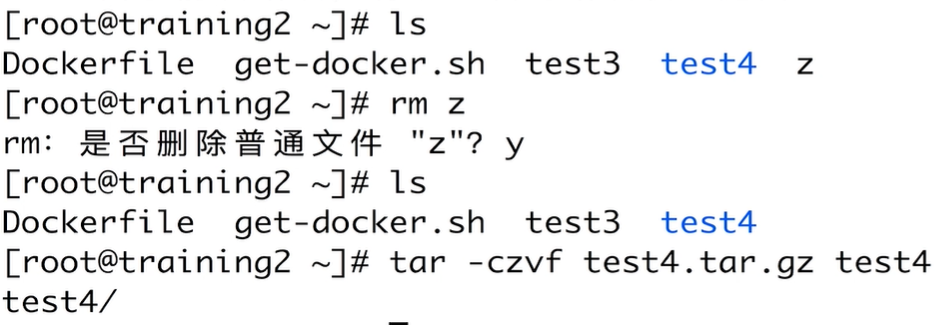 [root@training2 ~]# ls
Dockerfile  get-docker.sh  test3  test4  z
[root@training2 ~]# rm z
rm: 是否删除普通文件 "z"? y
[root@training2 ~]# ls
Dockerfile  get-docker.sh  test3  test4
[root@training2 ~]# tar -czvf test4.tar.gz test4
test4/